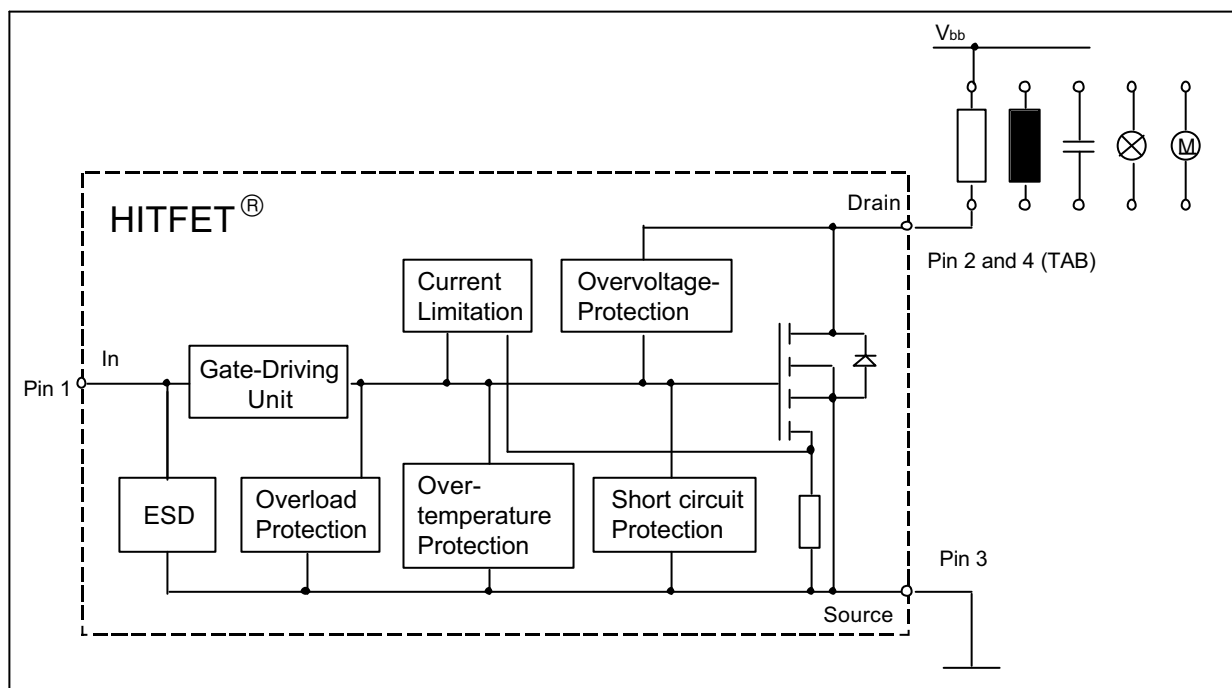 Vbb
HITFET ®
Drain
Pin 2 and 4 (TAB)
Current
Limitation
Overvoltage-
Protection
M
In
Pin 1
Gate-Driving
Unit
ESD
Overload
Protection
Over-
temperature
Protection
Short circuit
Protection
Pin 3
Source